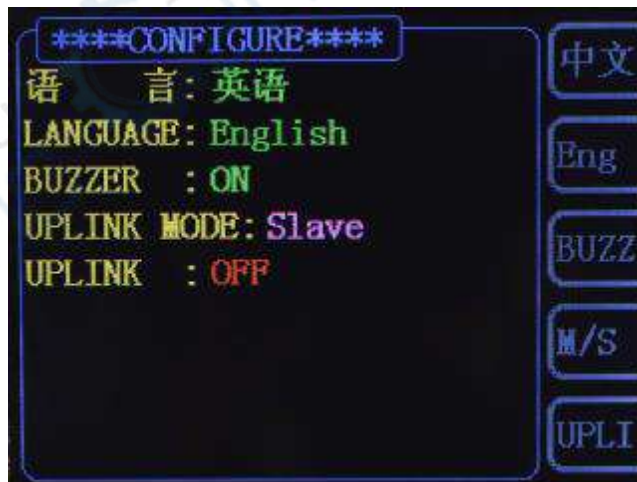 ****CONFIGURE****
语 言: 英语
LANGUAGE: English
BUZZER : ON
UPLINK MODE: Slave
UPLINK : OFF
中文
Eng
BUZZ
M/S
UPLI